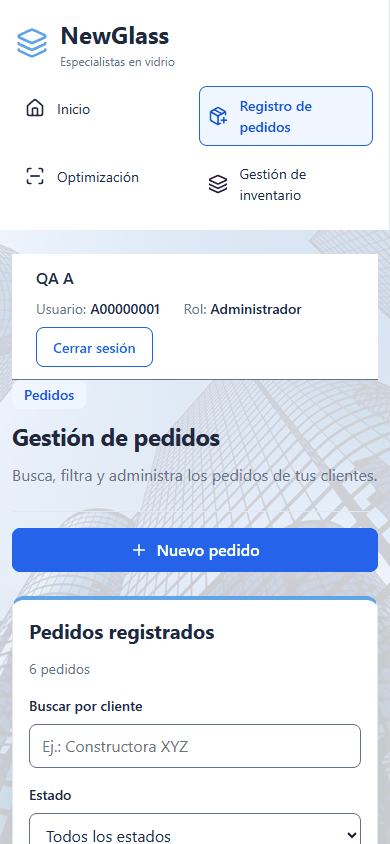 NewGlass
Especialistas en vidrio
Inicio
Registro de
pedidos
Optimización
Gestión de
inventario
QA A
Usuario: A00000001 Rol: Administrador
Cerrar sesión
Pedidos
Gestión de pedidos
Busca, filtra y administra los pedidos de tus clientes.
+ Nuevo pedido
Pedidos registrados
6 pedidos
Buscar por cliente
Ej.: Constructora XYZ
Estado
Todos los estados